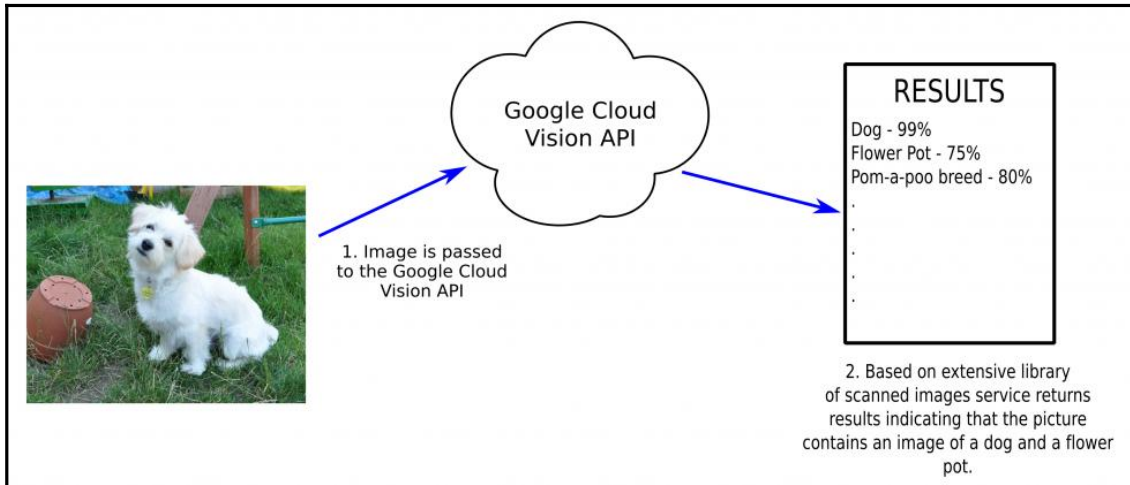 Google Cloud
Vision API
RESULTS
Dog - 99%
Flower Pot - 75%
Pom-a-poo breed - 80%
.
.
.
.
.
1. Image is passed
to the Google Cloud
Vision API
2. Based on extensive library
of scanned images service returns
results indicating that the picture
contains an image of a dog and a flower
pot.